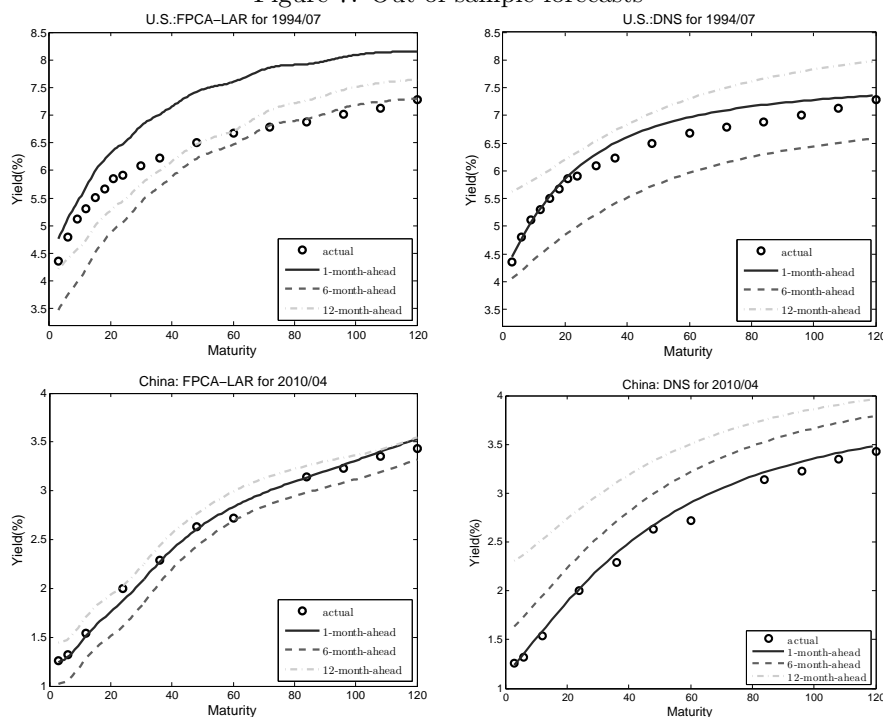 Figure 7: Out-of-sample forecasts
U.S.:FPCA−LAR for 1994/07
8.5
8
7.5
7
6.5
6
5.5
5
4.5
4
3.5
Yield(%)
0
20
40
60
80
100
120
Maturity
actual
1-month-ahead
6-month-ahead
12-month-ahead
U.S.:DNS for 1994/07
8.5
8
7.5
7
6.5
6
5.5
5
4.5
4
3.5
Yield(%)
0
20
40
60
80
100
120
Maturity
actual
1-month-ahead
6-month-ahead
12-month-ahead
China: FPCA−LAR for 2010/04
4
3.5
3
2.5
2
1.5
1
Yield(%)
0
20
40
60
80
100
120
Maturity
actual
1-month-ahead
6-month-ahead
12-month-ahead
China: DNS for 2010/04
4
3.5
3
2.5
2
1.5
1
Yield(%)
0
20
40
60
80
100
120
Maturity
actual
1-month-ahead
6-month-ahead
12-month-ahead